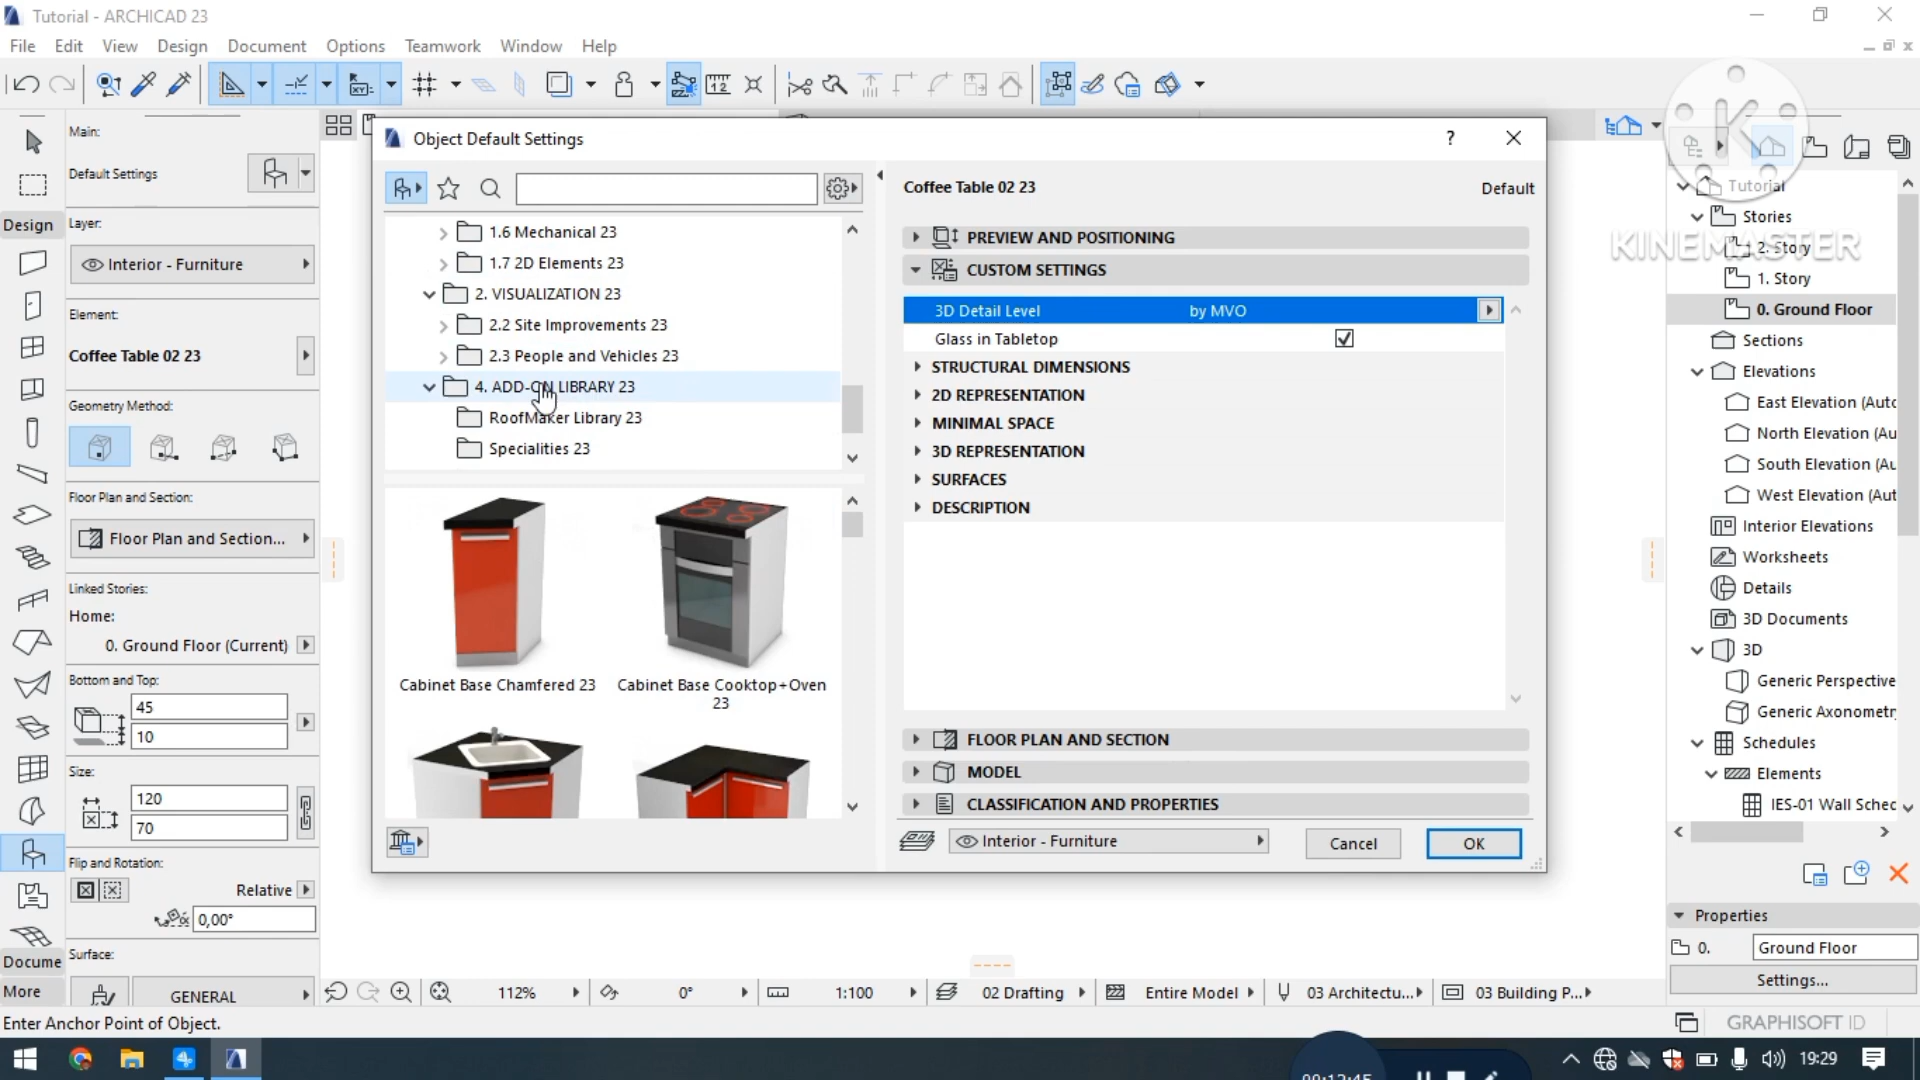 Tutorial - ARCHICAD 23
File Edit View Design Document Options Teamwork Window Help
Main:
Default Settings
Design
Layer:
Interior - Furniture
Element:
Coffee Table 02 23
Geometry Method:
Floor Plan and Section:
Floor Plan and Section...
Linked Stories:
Home:
0. Ground Floor (Current)
Bottom and Top:
45
10
Size:
120
70
Flip and Rotation:
Relative
0,00°
Surface:
GENERAL
Docume
More
Object Default Settings
?
1.6 Mechanical 23
1.7 2D Elements 23
2. VISUALIZATION 23
2.2 Site Improvements 23
2.3 People and Vehicles 23
4. ADD-ON LIBRARY 23
RoofMaker Library 23
Specialities 23
Cabinet Base Chamfered 23
Cabinet Base Cooktop+Oven
23
Coffee Table 02 23
Default
PREVIEW AND POSITIONING
CUSTOM SETTINGS
3D Detail Level by MVO
Glass in Tabletop
STRUCTURAL DIMENSIONS
2D REPRESENTATION
MINIMAL SPACE
3D REPRESENTATION
SURFACES
DESCRIPTION
FLOOR PLAN AND SECTION
MODEL
CLASSIFICATION AND PROPERTIES
Interior - Furniture
Cancel
OK
KINEMASTER
Tutorial
Stories
2. Story
1. Story
0. Ground Floor
Sections
Elevations
East Elevation (Auto
North Elevation (Au
South Elevation (Au
West Elevation (Aut
Interior Elevations
Worksheets
Details
3D Documents
3D
Generic Perspective
Generic Axonometr
Schedules
Elements
IES-01 Wall Sched
Properties
0. Ground Floor
Settings...
112% 0° 1:100 02 Drafting Entire Model 03 Architectu... 03 Building P...
Enter Anchor Point of Object.
GRAPHISOFT ID
00:12:45
19:29